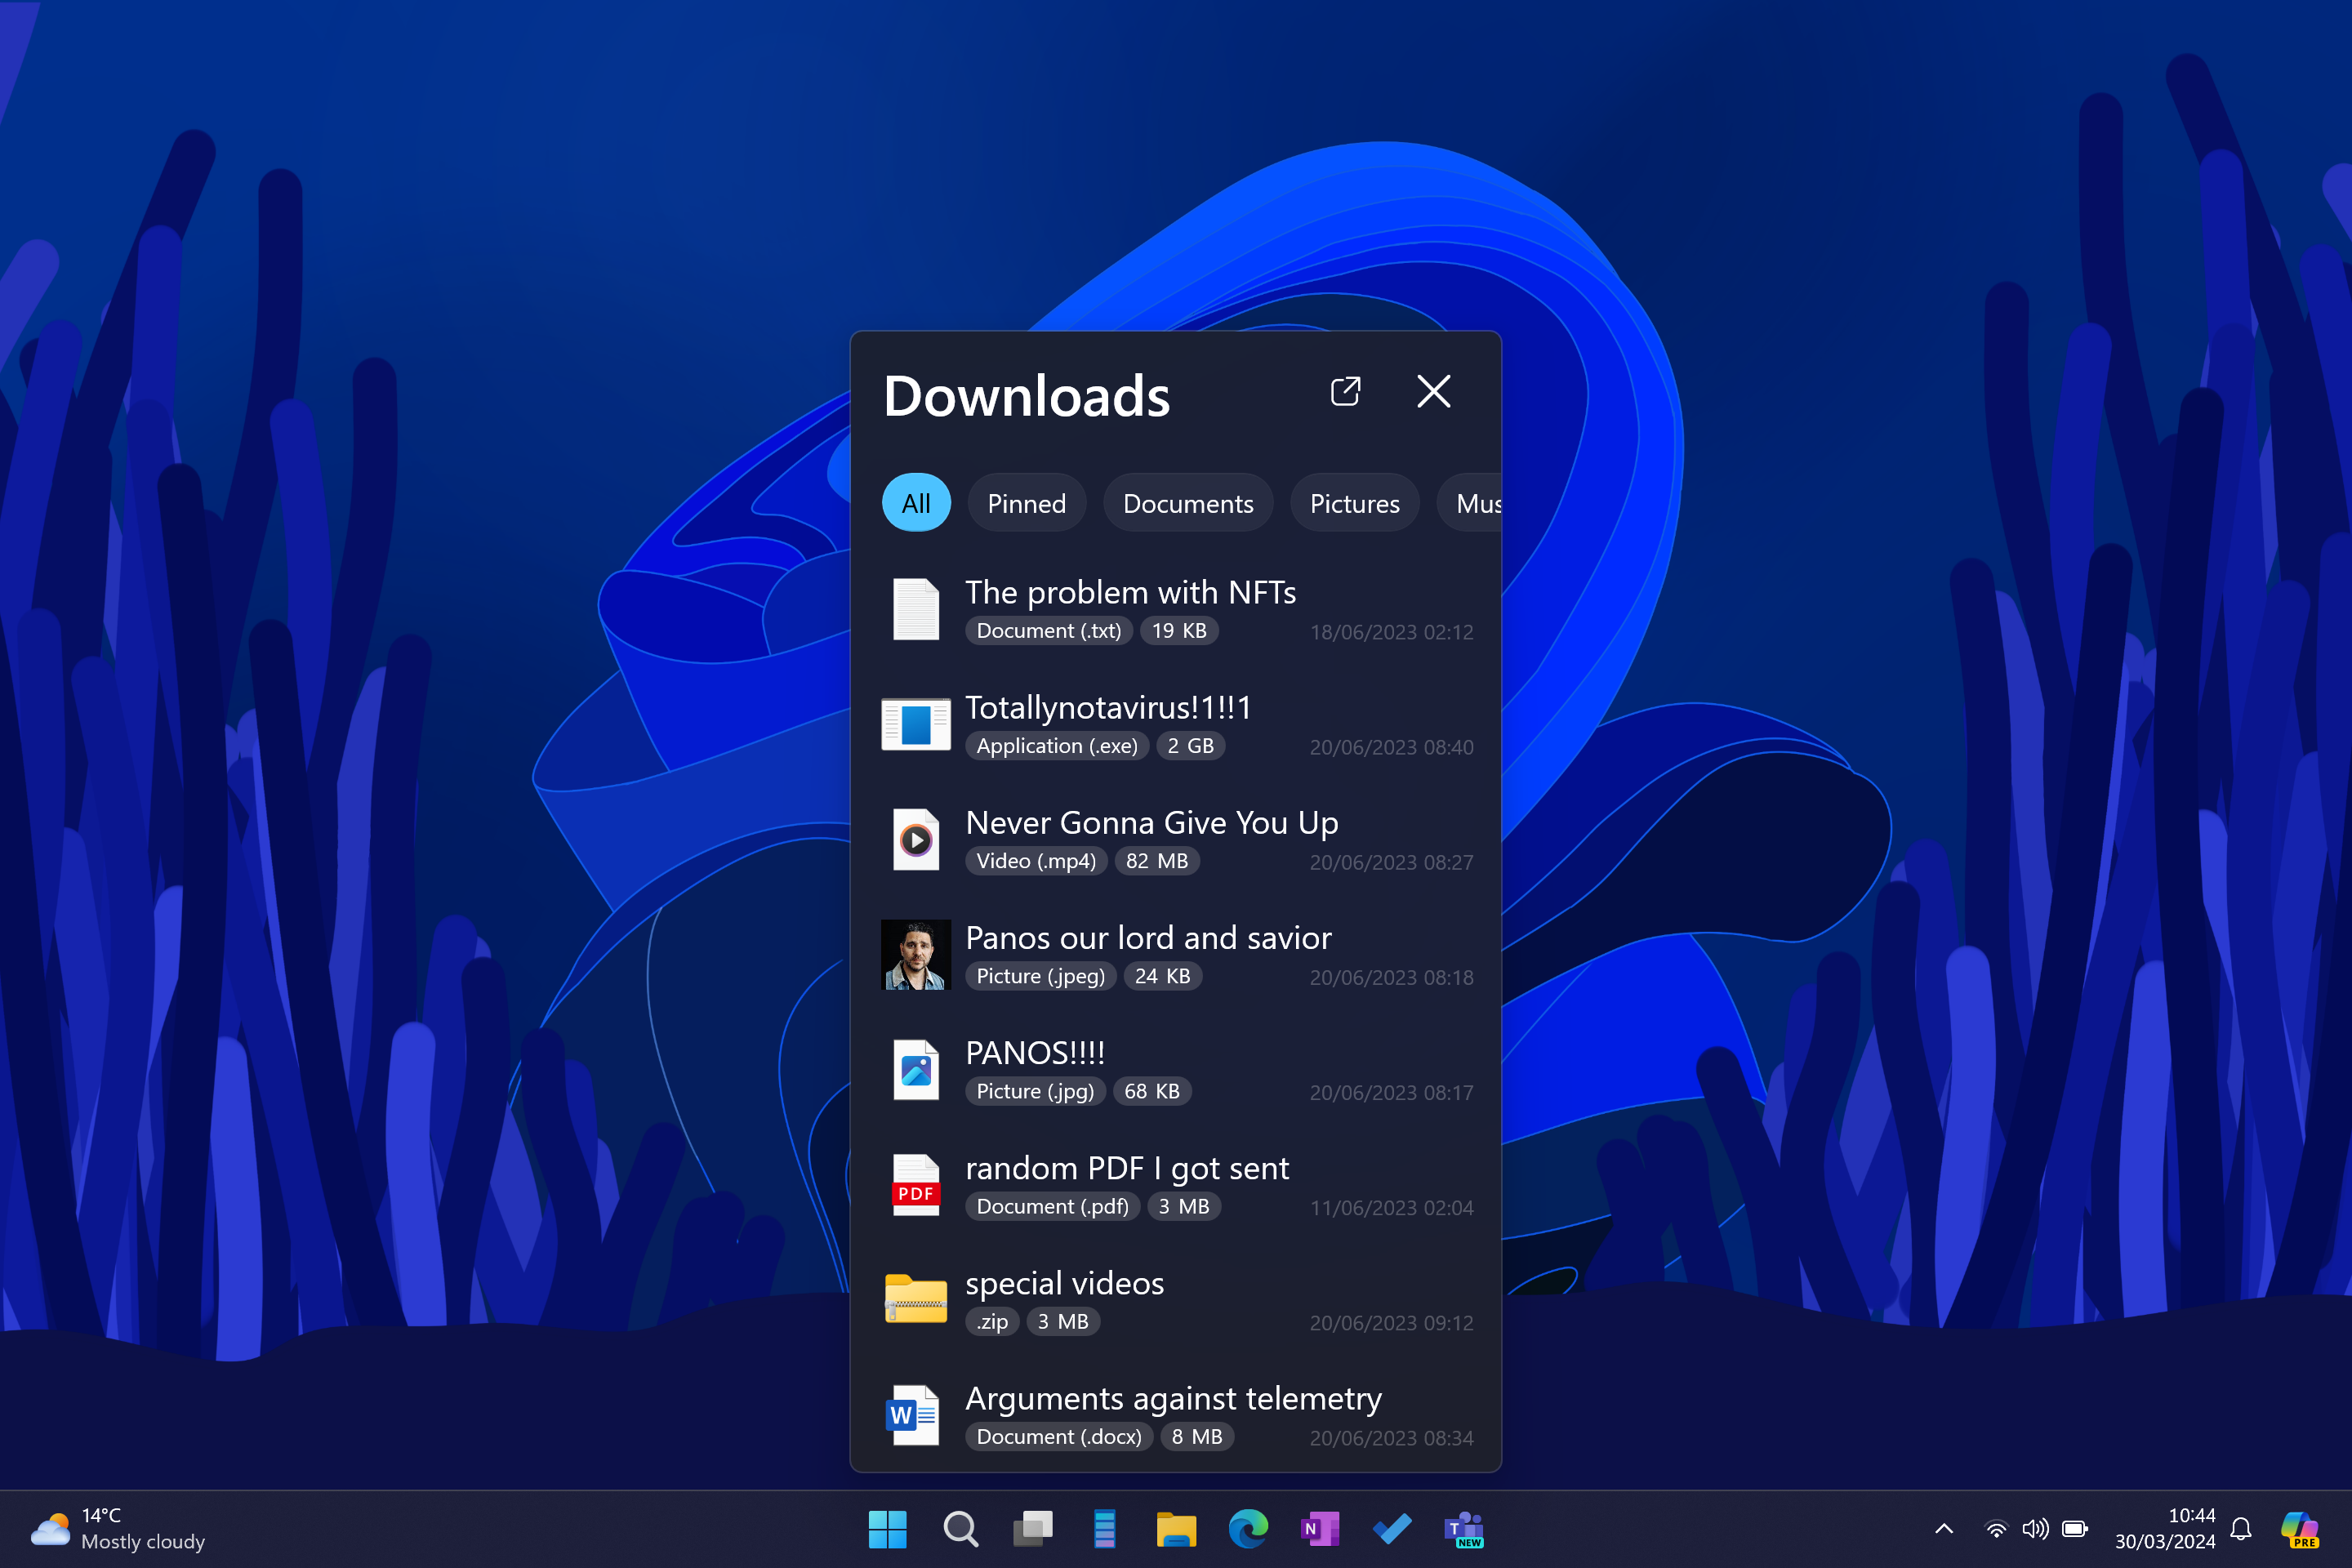 Downloads
All Pinned Documents Pictures Mus
The problem with NFTs
Document (.txt) 19 KB 18/06/2023 02:12
Totallynotavirus!1!!1
Application (.exe) 2 GB 20/06/2023 08:40
Never Gonna Give You Up
Video (.mp4) 82 MB 20/06/2023 08:27
Panos our lord and savior
Picture (.jpeg) 24 KB 20/06/2023 08:18
PANOS!!!!
Picture (.jpg) 68 KB 20/06/2023 08:17
PDF
random PDF I got sent
Document (.pdf) 3 MB 11/06/2023 02:04
special videos
.zip 3 MB 20/06/2023 09:12
W
Arguments against telemetry
Document (.docx) 8 MB 20/06/2023 08:34
14°C
Mostly cloudy
N
T
NEW
10:44
30/03/2024
PRE